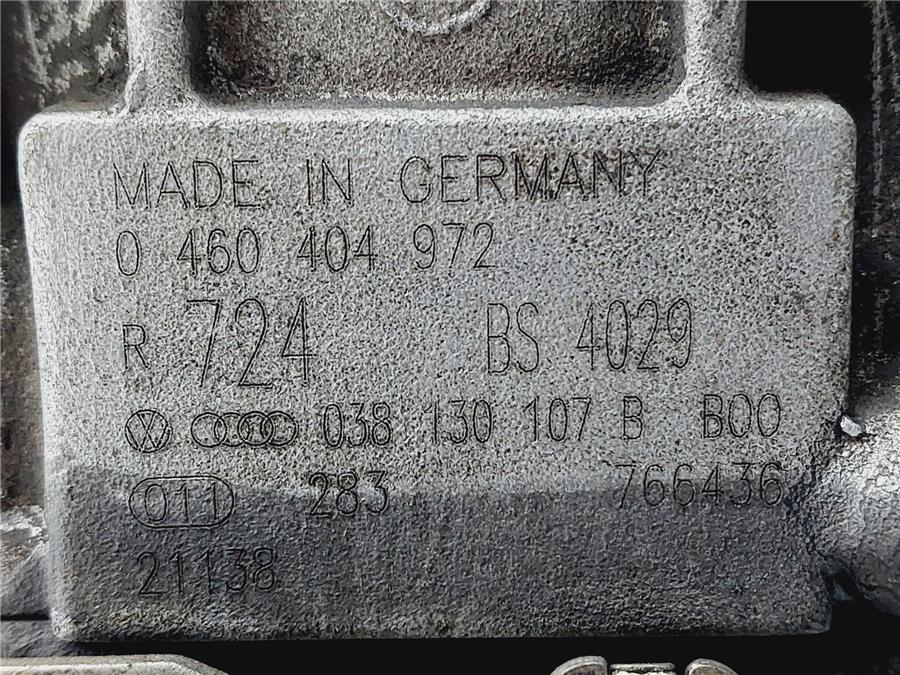 MADE IN GERMANY
0 460 404 972
R 724 BS 4029
038 130 107 B B00
011 283 766436
21138